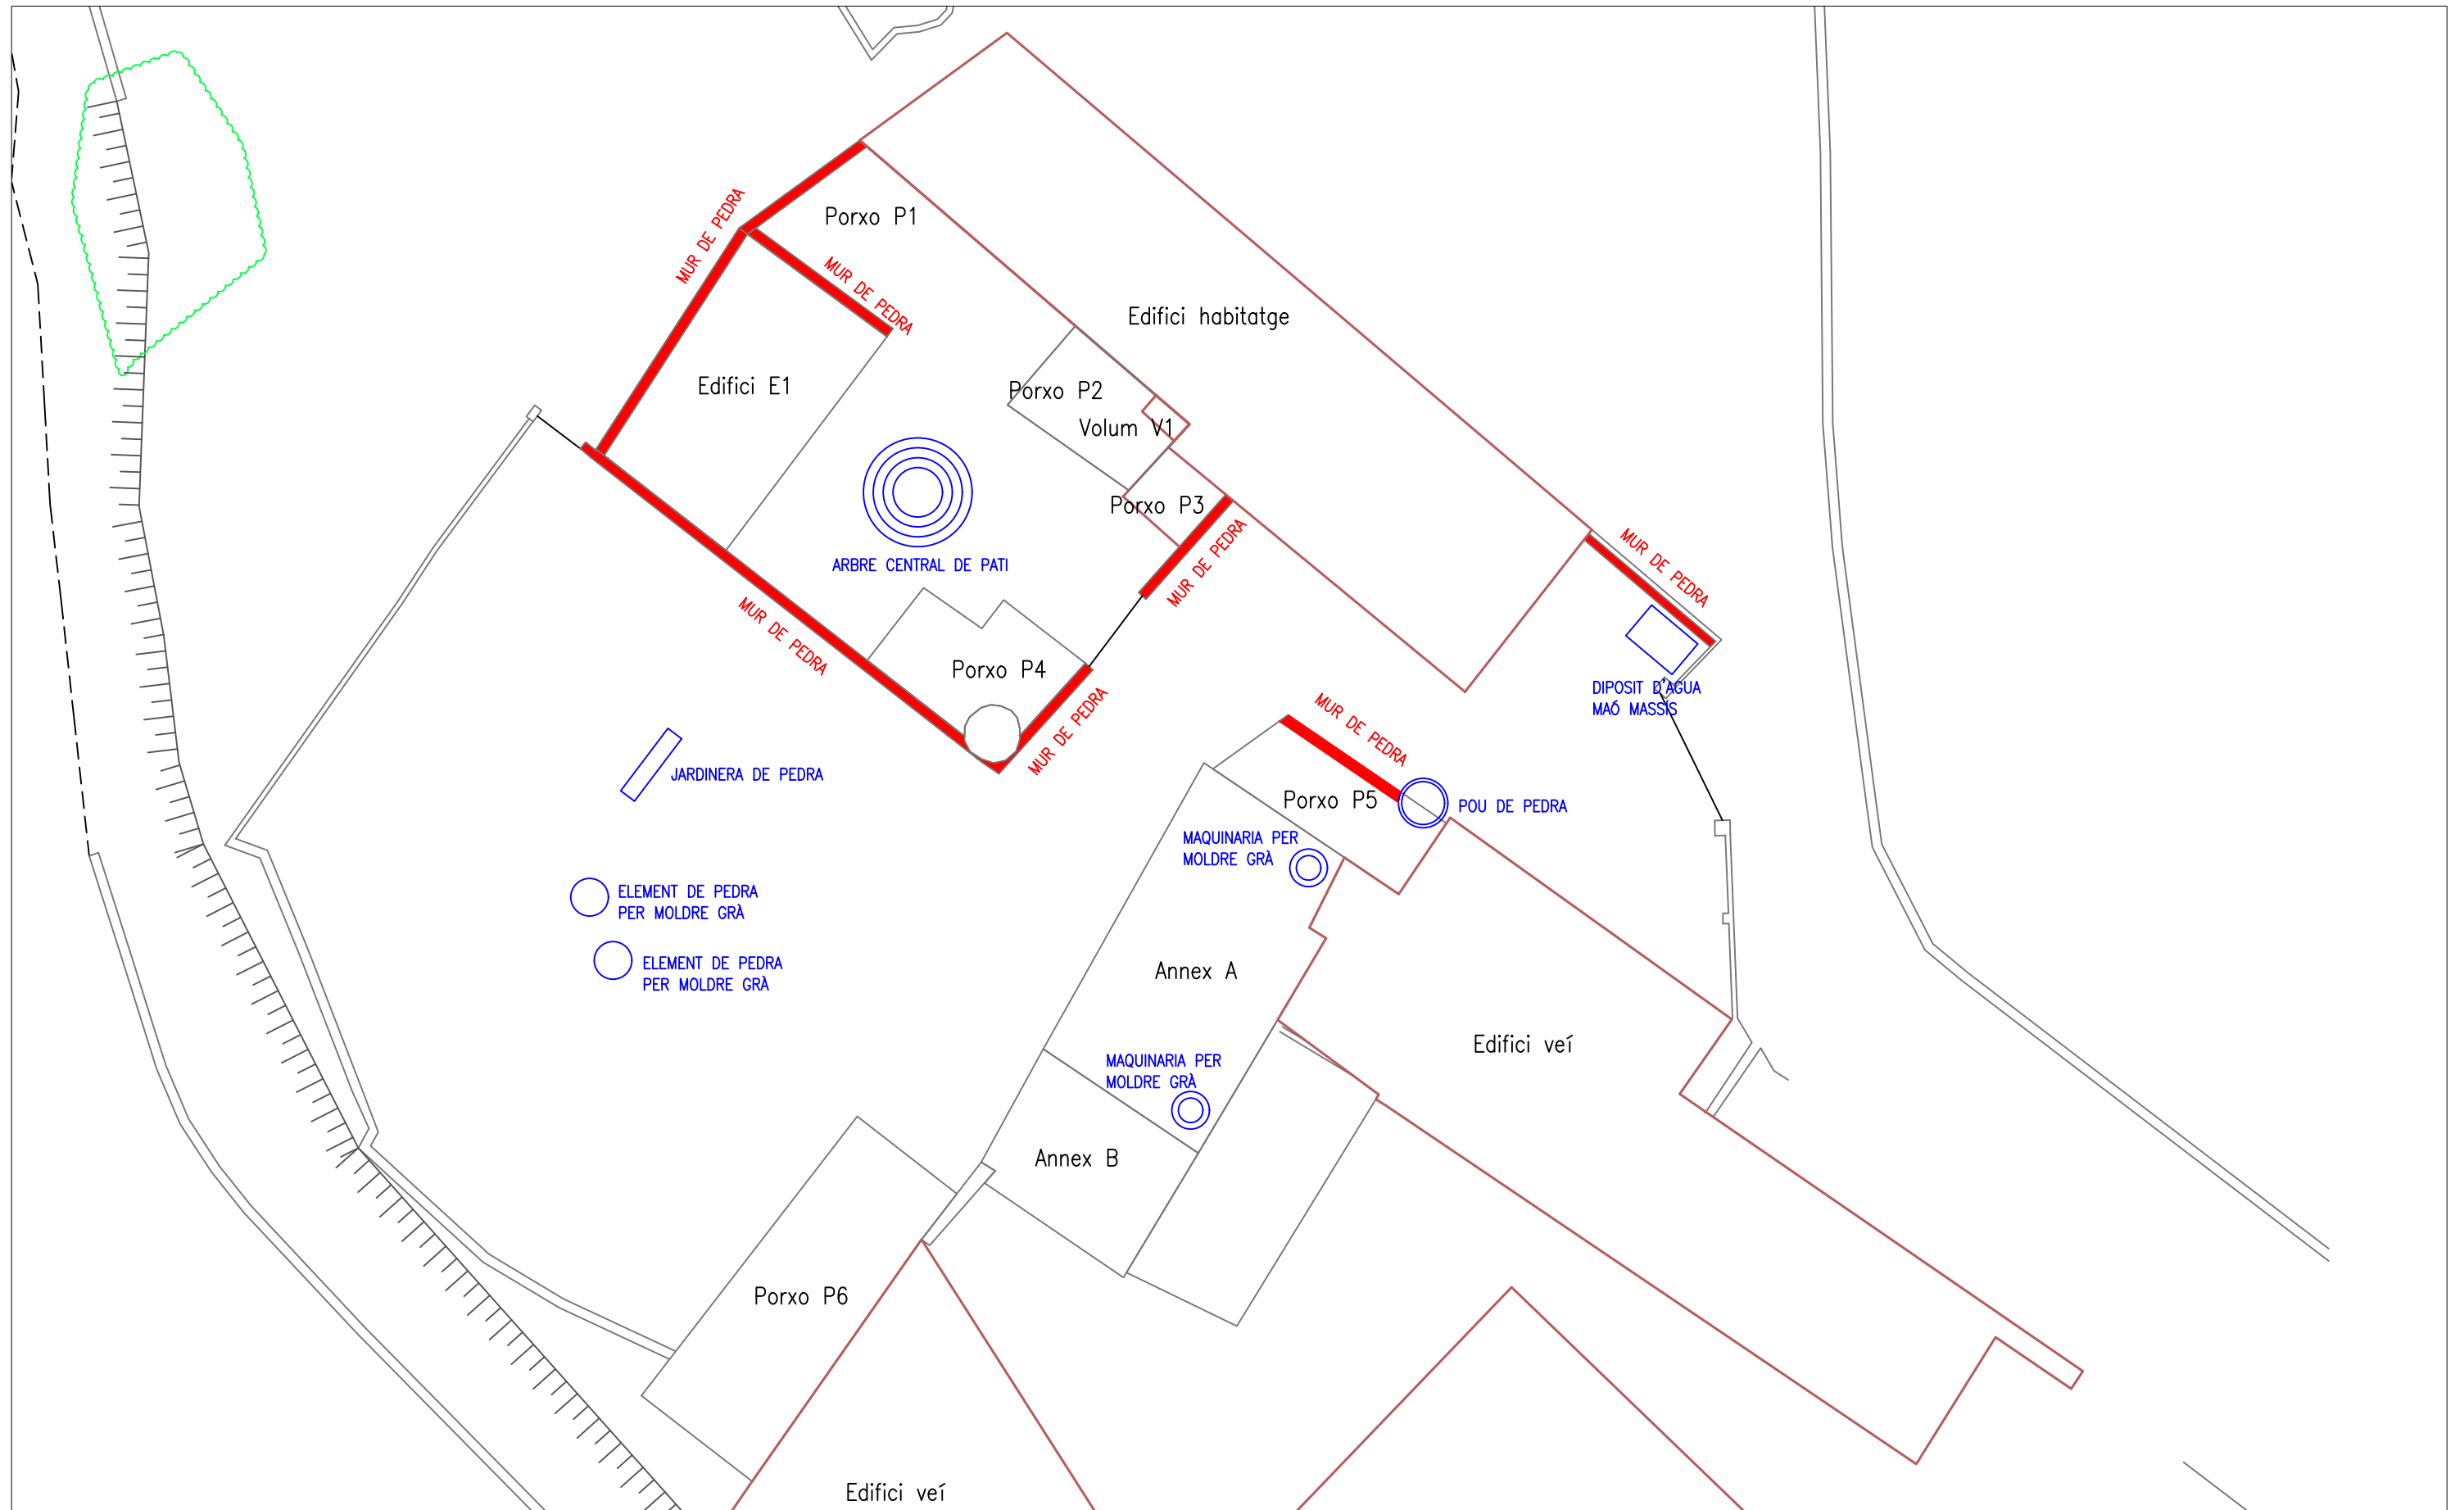 MUR DE PEDRA
Porxo P1
MUR DE PEDRA
Edifici habitatge
Edifici E1
Porxo P2
Volum V1
Porxo P3
MUR DE PEDRA
ARBRE CENTRAL DE PATI
MUR DE PEDRA
MUR DE PEDRA
Porxo P4
MUR DE PEDRA
DIPOSIT D'AGUA
MAÓ MASSÍS
MUR DE PEDRA
JARDINERA DE PEDRA
Porxo P5
POU DE PEDRA
MAQUINARIA PER
MOLDRE GRÀ
ELEMENT DE PEDRA
PER MOLDRE GRÀ
ELEMENT DE PEDRA
PER MOLDRE GRÀ
Annex A
Edifici veí
MAQUINARIA PER
MOLDRE GRÀ
Annex B
Porxo P6
Edifici veí